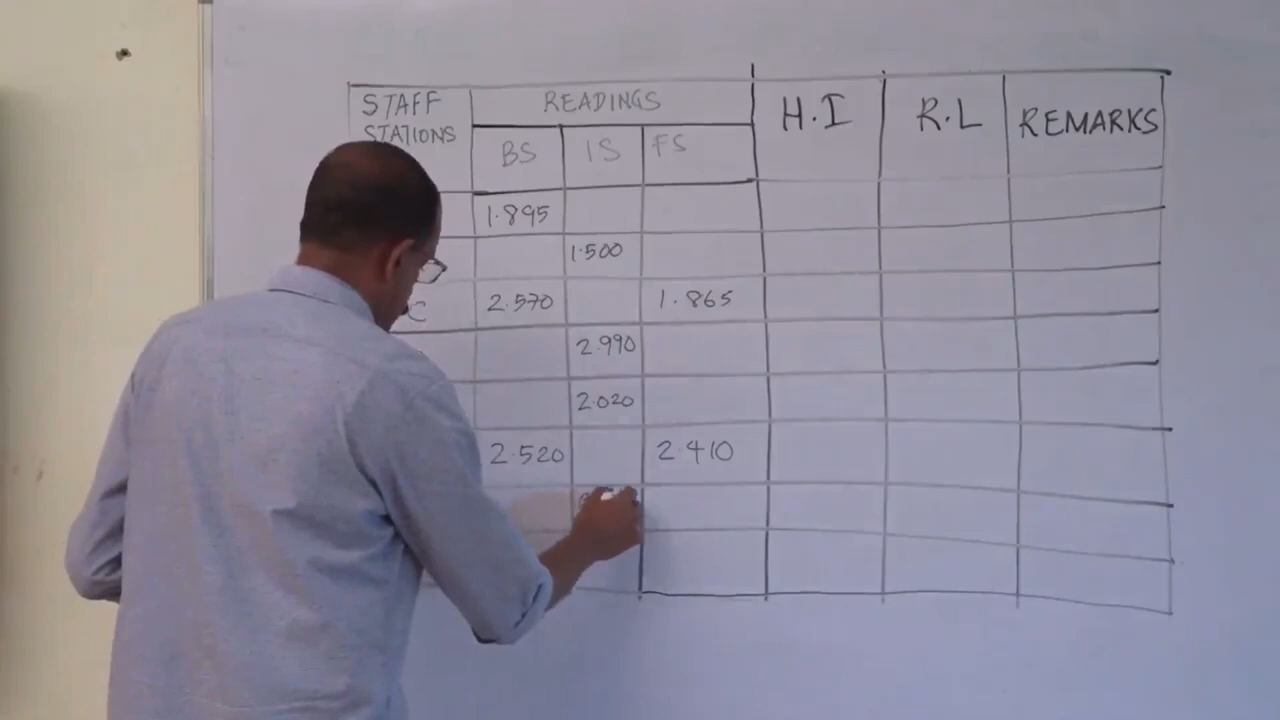 STAFF STATIONS READINGS H.I R.L REMARKS
BS IS FS
1.895
1.500
C 2.570 1.865
2.990
2.020
2.520 2.410